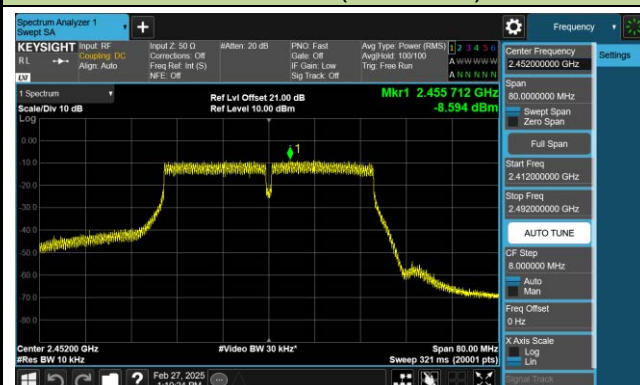 Spectrum Analyzer 1
Swept SA
Frequency
KEYSIGHT
Input: RF
Input Z: 50 Ω
#Atten: 20 dB
PNO: Fast
Avg Type: Power (RMS)
1 2 3 4 5 6
RL
Coupling: DC
Corrections: Off
Gate: Off
Avg|Hold: 100/100
A W W W W W
Align: Auto
Freq Ref: Int (S)
IF Gain: Low
Trig: Free Run
NFE: Off
Sig Track: Off
A N N N N N
LXI
1 Spectrum
Ref Lvl Offset 21.00 dB
Mkr1 2.455 712 GHz
Scale/Div 10 dB
Ref Level 10.00 dBm
-8.594 dBm
Log
0.00
-10.0
1
-20.0
-30.0
-40.0
-50.0
-60.0
-70.0
-80.0
Center 2.45200 GHz
#Video BW 30 kHz*
Span 80.00 MHz
#Res BW 10 kHz
Sweep 321 ms (20001 pts)
Center Frequency
2.452000000 GHz
Settings
Span
80.0000000 MHz
Swept Span
Zero Span
Full Span
Start Freq
2.412000000 GHz
Stop Freq
2.492000000 GHz
AUTO TUNE
CF Step
8.000000 MHz
Auto
Man
Freq Offset
0 Hz
X Axis Scale
Log
Lin
Signal Track
Feb 27, 2025